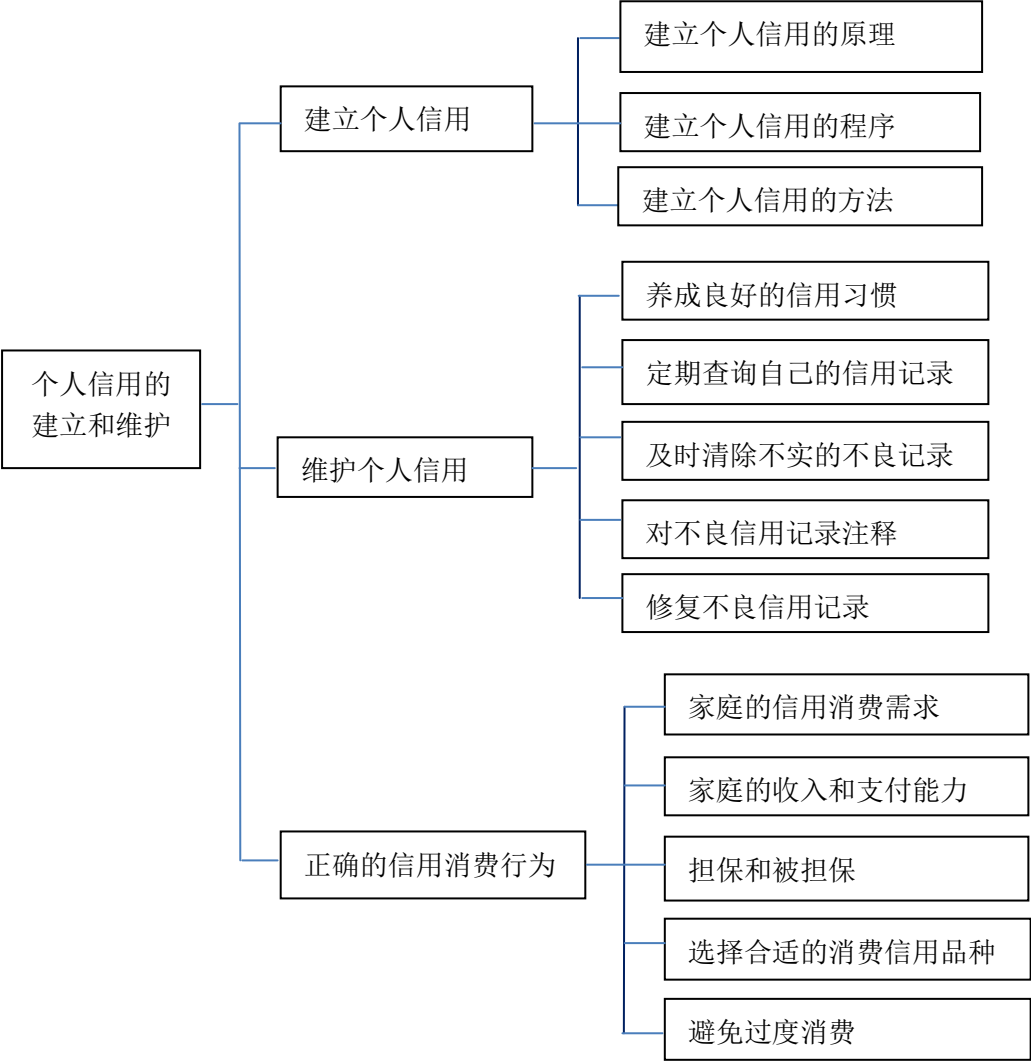 个人信用的
建立和维护
建立个人信用
建立个人信用的原理
建立个人信用的程序
建立个人信用的方法
维护个人信用
养成良好的信用习惯
定期查询自己的信用记录
及时清除不实的不良记录
对不良信用记录注释
修复不良信用记录
正确的信用消费行为
家庭的信用消费需求
家庭的收入和支付能力
担保和被担保
选择合适的消费信用品种
避免过度消费